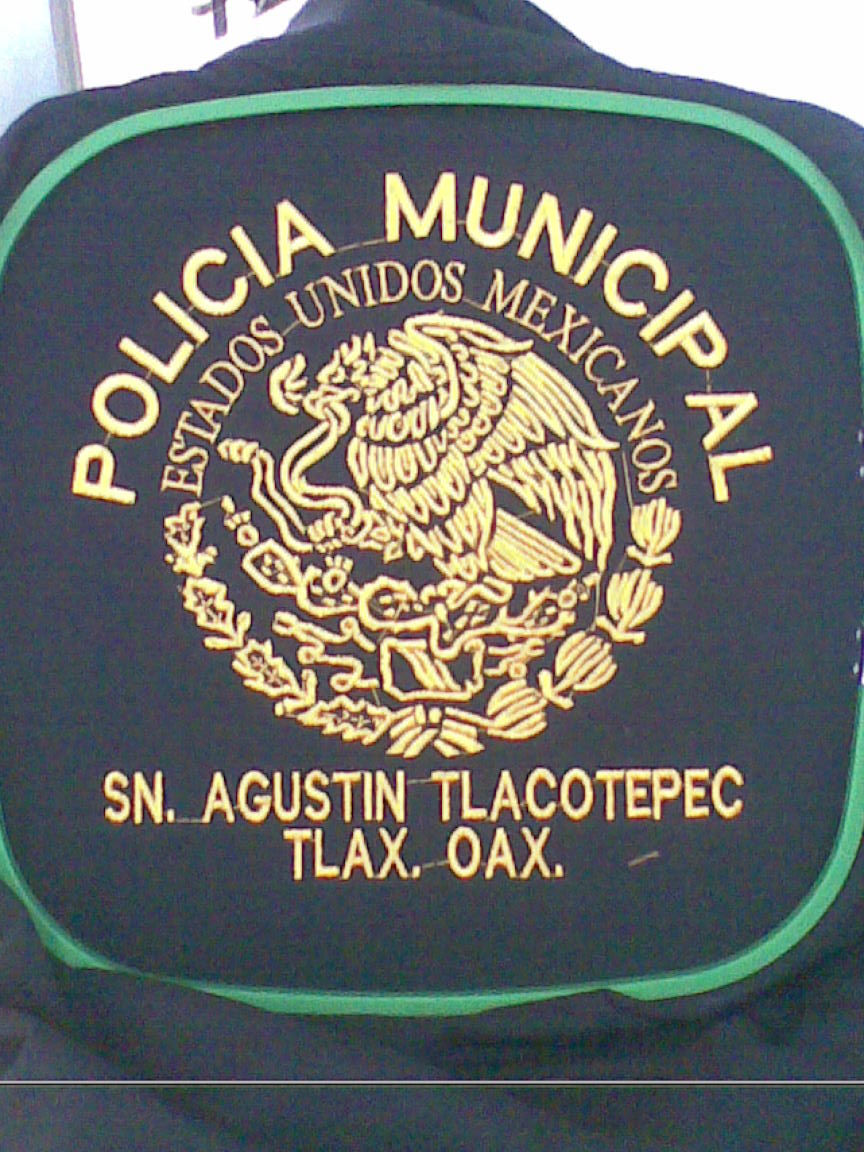 POLICIA MUNICIPAL
ESTADOS UNIDOS MEXICANOS
SN. AGUSTIN TLACOTEPEC
TLAX. OAX.